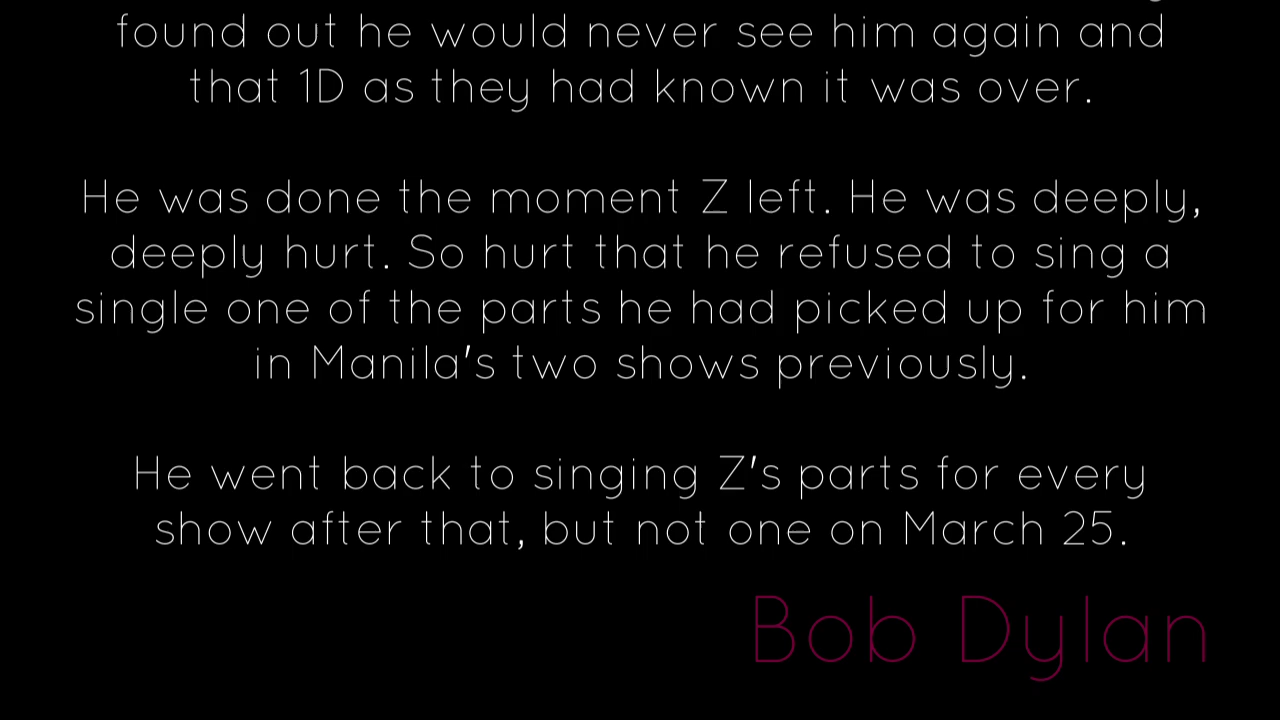 found out he would never see him again and
that 1D as they had known it was over.
He was done the moment Z left. He was deeply,
deeply hurt. So hurt that he refused to sing a
single one of the parts he had picked up for him
in Manila's two shows previously.
He went back to singing Z's parts for every
show after that, but not one on March 25.
Bob Dylan